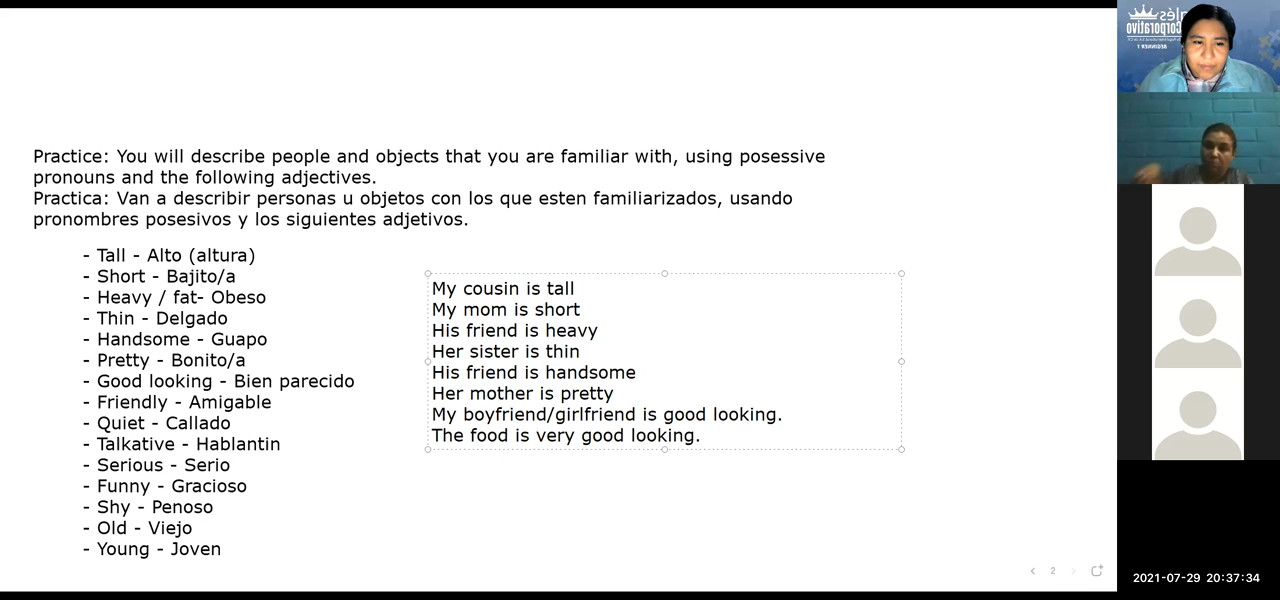 Practice: You will describe people and objects that you are familiar with, using posessive
pronouns and the following adjectives.
Practica: Van a describir personas u objetos con los que esten familiarizados, usando
pronombres posesivos y los siguientes adjetivos.
- Tall - Alto (altura)
- Short - Bajito/a
- Heavy / fat- Obeso
- Thin - Delgado
- Handsome - Guapo
- Pretty - Bonito/a
- Good looking - Bien parecido
- Friendly - Amigable
- Quiet - Callado
- Talkative - Hablantin
- Serious - Serio
- Funny - Gracioso
- Shy - Penoso
- Old - Viejo
- Young - Joven
My cousin is tall
My mom is short
His friend is heavy
Her sister is thin
His friend is handsome
Her mother is pretty
My boyfriend/girlfriend is good looking.
The food is very good looking.
2
BEGINNER 1
2021-07-29 20:37:34